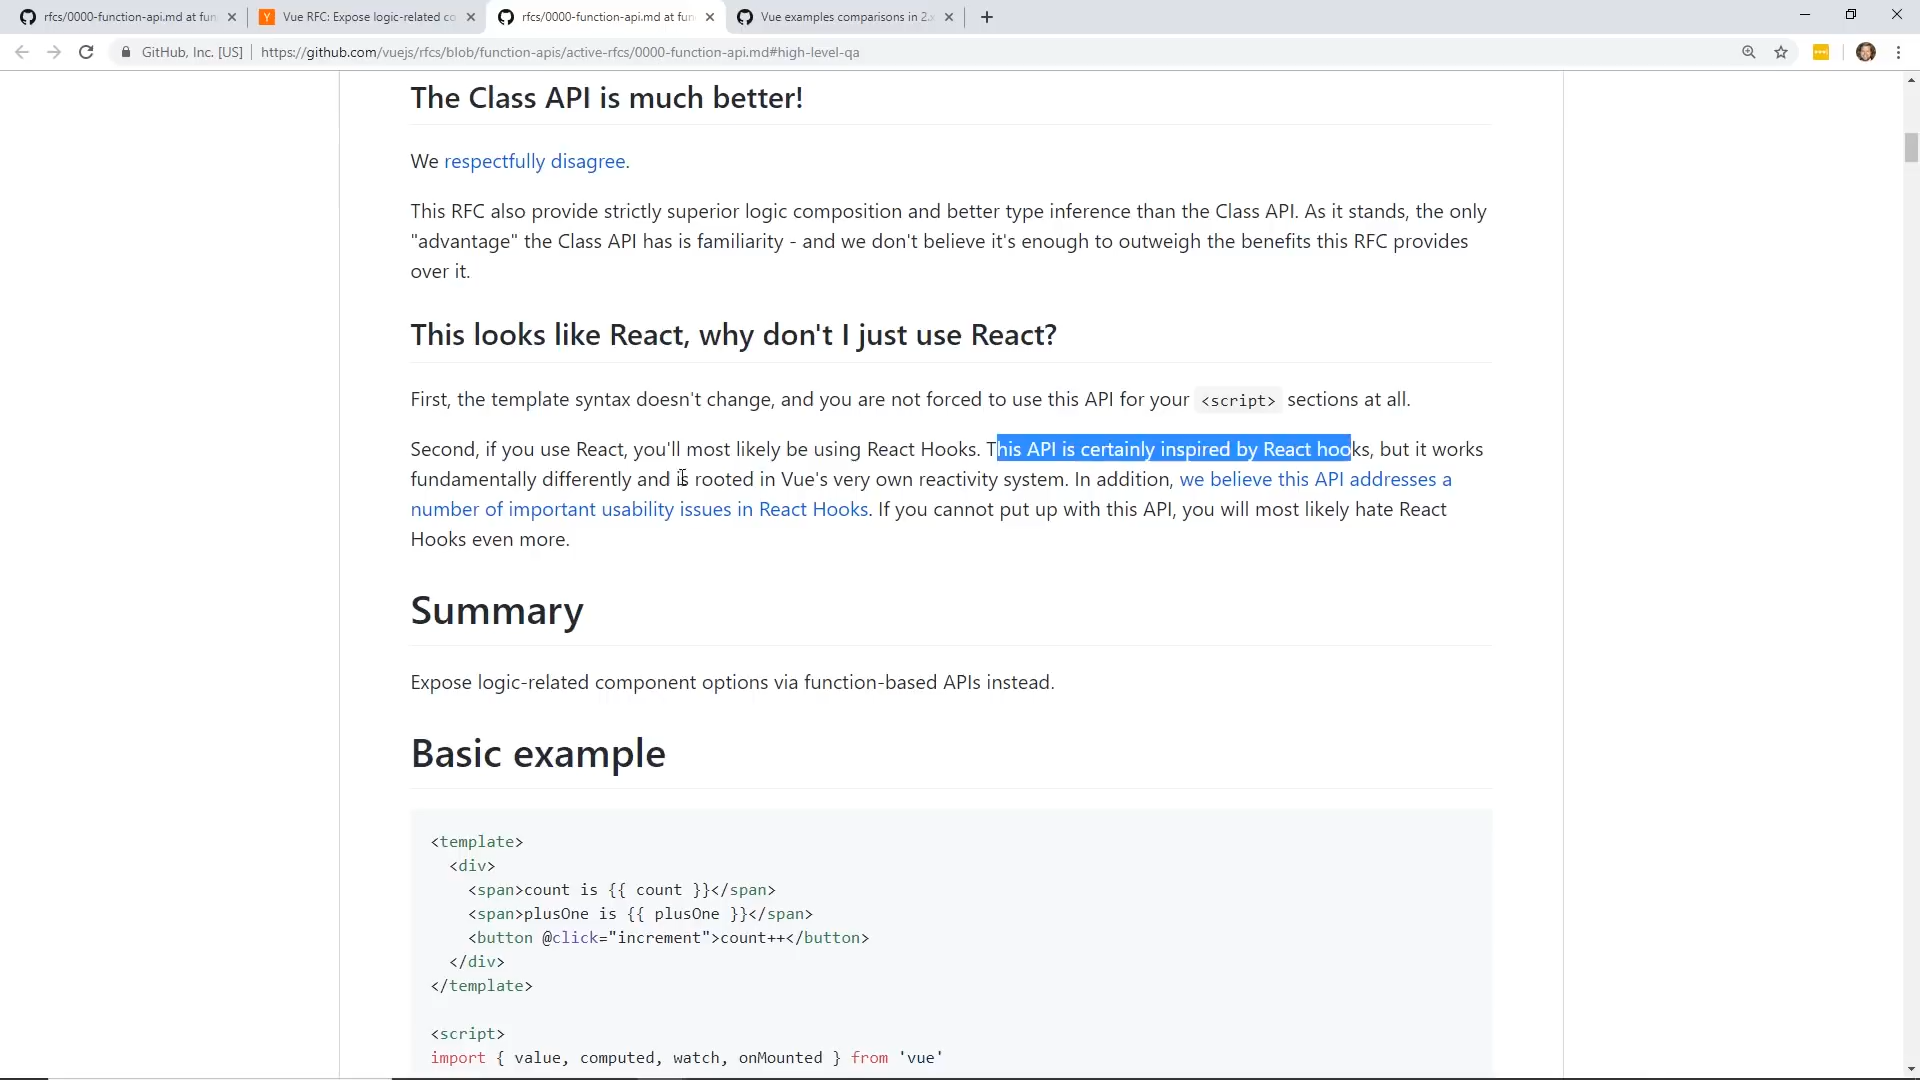 rfcs/0000-function-api.md at fun
Vue RFC: Expose logic-related co
rfcs/0000-function-api.md at fun
Vue examples comparisons in 2.
GitHub, Inc. [US] https://github.com/vuejs/rfcs/blob/function-apis/active-rfcs/0000-function-api.md#high-level-qa
The Class API is much better!
We respectfully disagree.
This RFC also provide strictly superior logic composition and better type inference than the Class API. As it stands, the only
"advantage" the Class API has is familiarity - and we don't believe it's enough to outweigh the benefits this RFC provides
over it.
This looks like React, why don't I just use React?
First, the template syntax doesn't change, and you are not forced to use this API for your <script> sections at all.
Second, if you use React, you'll most likely be using React Hooks. This API is certainly inspired by React hooks, but it works
fundamentally differently and is rooted in Vue's very own reactivity system. In addition, we believe this API addresses a
number of important usability issues in React Hooks. If you cannot put up with this API, you will most likely hate React
Hooks even more.
Summary
Expose logic-related component options via function-based APIs instead.
Basic example
<template>
<div>
<span>count is {{ count }}</span>
<span>plusOne is {{ plusOne }}</span>
<button @click="increment">count++</button>
</div>
</template>
<script>
import { value, computed, watch, onMounted } from 'vue'